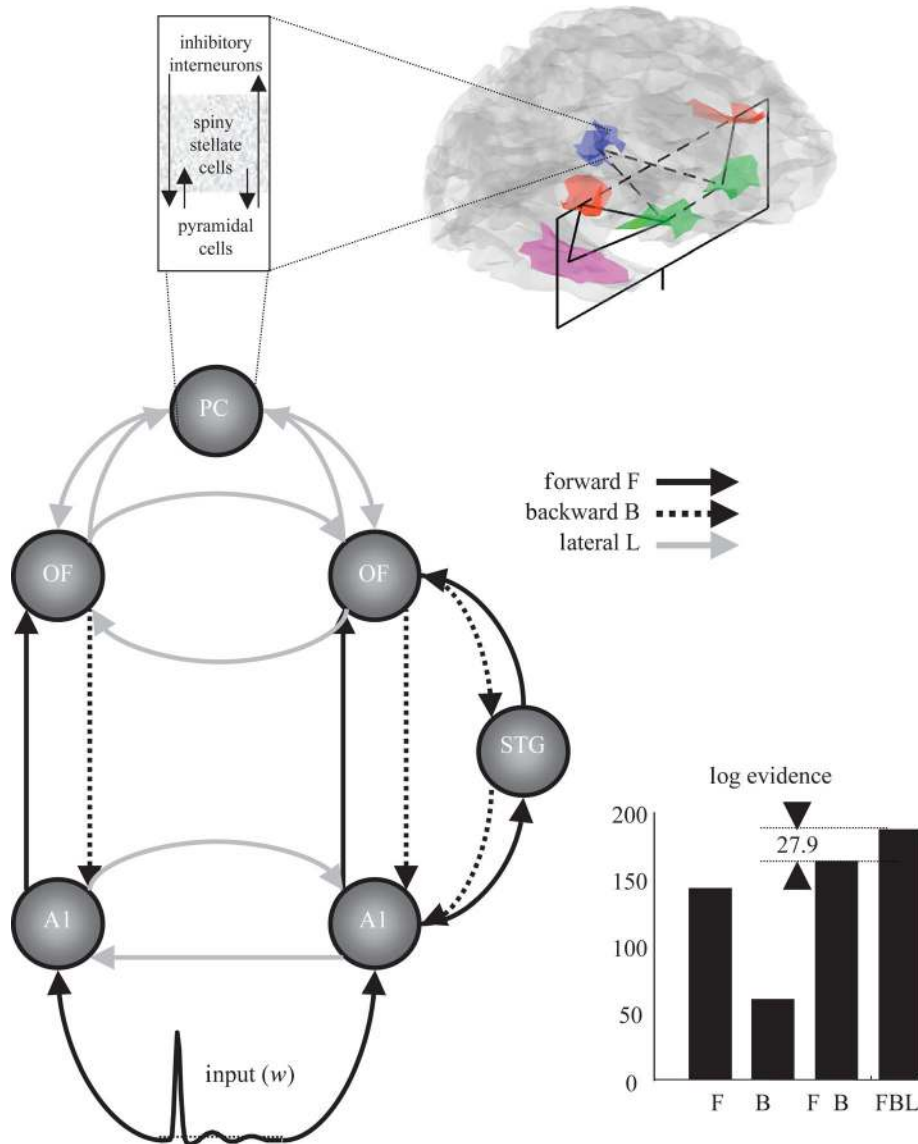 inhibitory
interneurons
spiny
stellate
cells
pyramidal
cells
PC
forward F
backward B
lateral L
OF
OF
STG
A1
A1
input (w)
log evidence
200
27.9
150
100
50
0
F B F B FBL